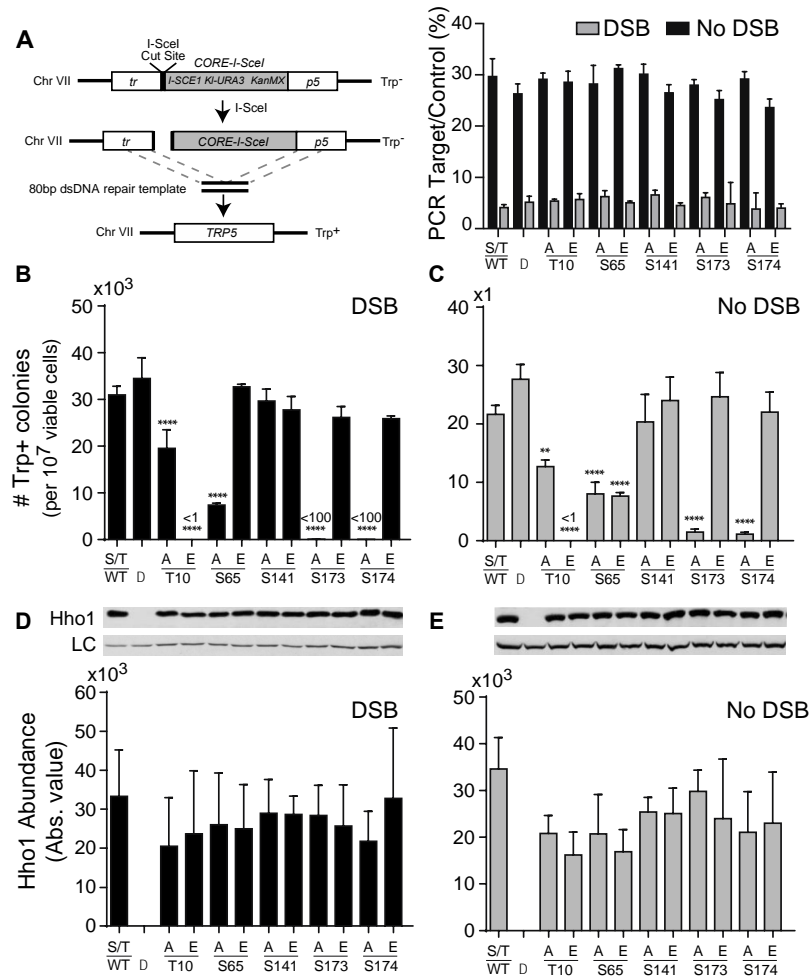 A
I-SceI
Cut Site
CORE-I-SceI
Chr VII
tr
I-SCE1 Kl-URA3 KanMX
p5
Trp-
I-SceI
Chr VII
tr
CORE-I-SceI
p5
Trp-
80bp dsDNA repair template
Chr VII
TRP5
Trp+
DSB No DSB
PCR Target/Control (%)
40
30
20
10
0
S/T A E A E A E A E A E
WT D T10 S65 S141 S173 S174
B
x10³
DSB
# Trp+ colonies
(per 10⁷ viable cells)
50
40
30
20
10
0
**** <1 **** **** <100 **** <100 ****
S/T A E A E A E A E A E
WT D T10 S65 S141 S173 S174
C
x1
No DSB
40
30
20
10
0
** <1 **** **** **** **** ****
S/T A E A E A E A E A E
WT D T10 S65 S141 S173 S174
D
Hho1
LC
x10³
DSB
Hho1 Abundance
(Abs. value)
60
50
40
30
20
10
0
S/T A E A E A E A E A E
WT D T10 S65 S141 S173 S174
E
x10³
No DSB
50
40
30
20
10
0
S/T A E A E A E A E A E
WT D T10 S65 S141 S173 S174